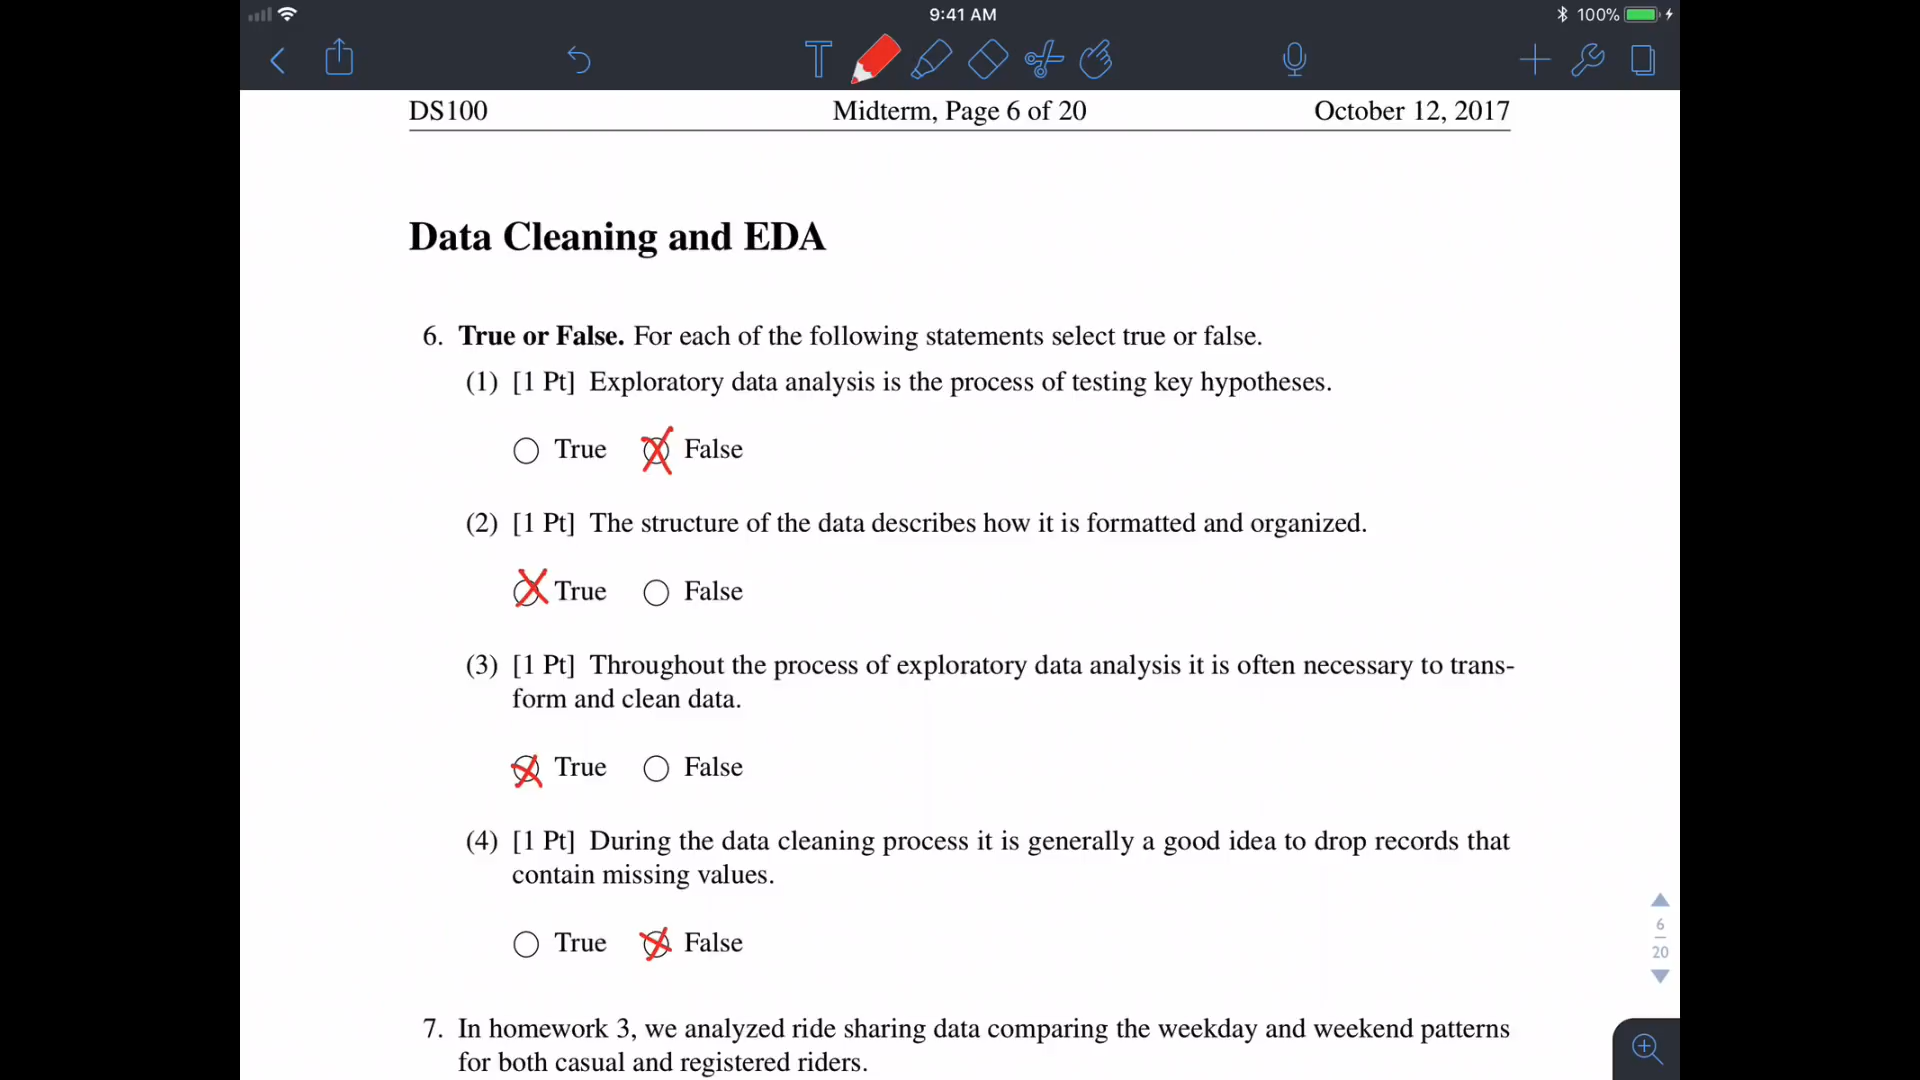 9:41 AM
100%
DS100 Midterm, Page 6 of 20 October 12, 2017
Data Cleaning and EDA
6. True or False. For each of the following statements select true or false.
(1) [1 Pt] Exploratory data analysis is the process of testing key hypotheses.
True False
(2) [1 Pt] The structure of the data describes how it is formatted and organized.
True False
(3) [1 Pt] Throughout the process of exploratory data analysis it is often necessary to trans-
form and clean data.
True False
(4) [1 Pt] During the data cleaning process it is generally a good idea to drop records that
contain missing values.
True False
6
20
7. In homework 3, we analyzed ride sharing data comparing the weekday and weekend patterns
for both casual and registered riders.